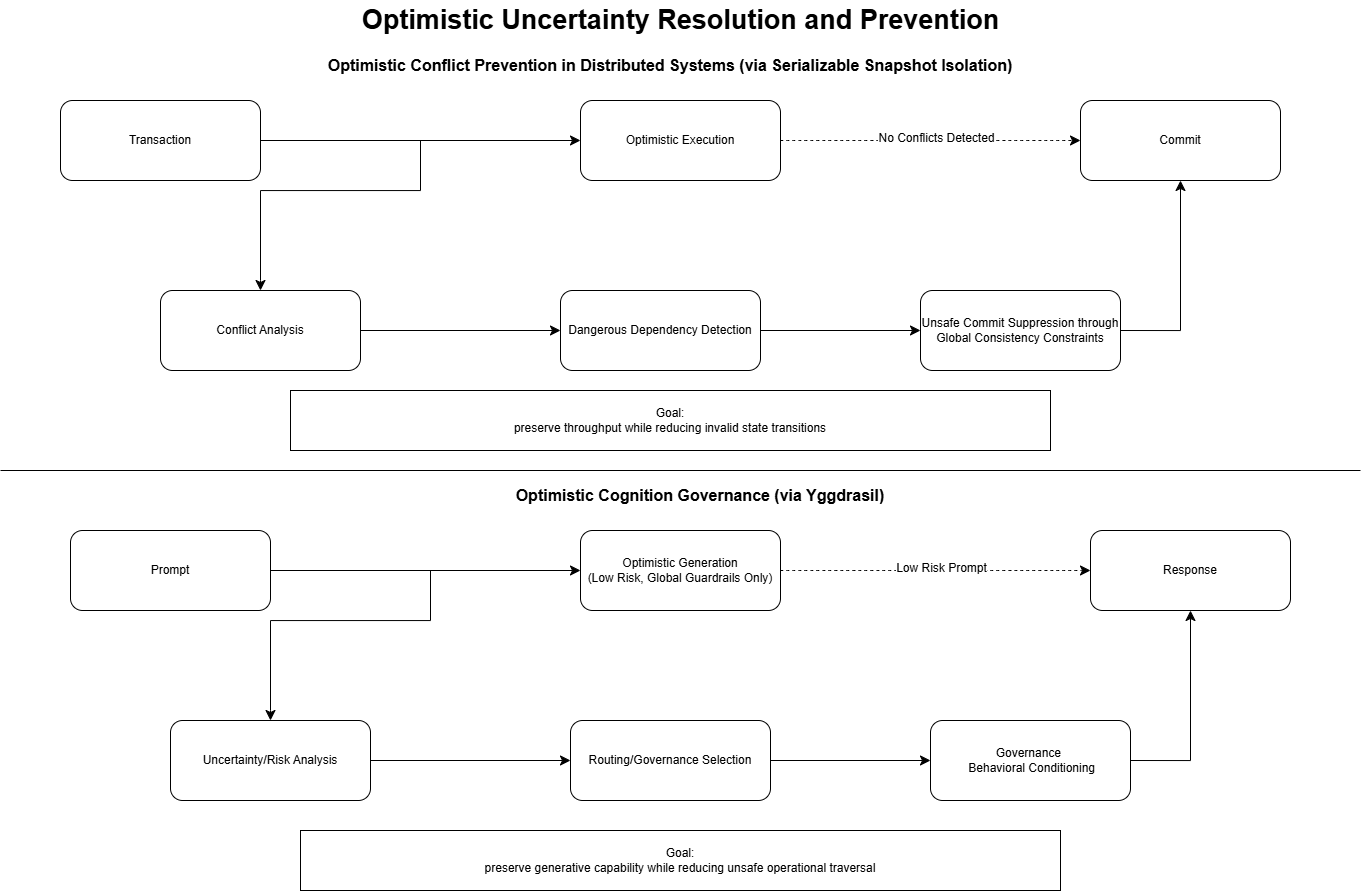 Optimistic Uncertainty Resolution and Prevention
Optimistic Conflict Prevention in Distributed Systems (via Serializable Snapshot Isolation)
Transaction
Optimistic Execution
No Conflicts Detected
Commit
Conflict Analysis
Dangerous Dependency Detection
Unsafe Commit Suppression through
Global Consistency Constraints
Goal:
preserve throughput while reducing invalid state transitions
Optimistic Cognition Governance (via Yggdrasil)
Prompt
Optimistic Generation
(Low Risk, Global Guardrails Only)
Low Risk Prompt
Response
Uncertainty/Risk Analysis
Routing/Governance Selection
Governance
Behavioral Conditioning
Goal:
preserve generative capability while reducing unsafe operational traversal